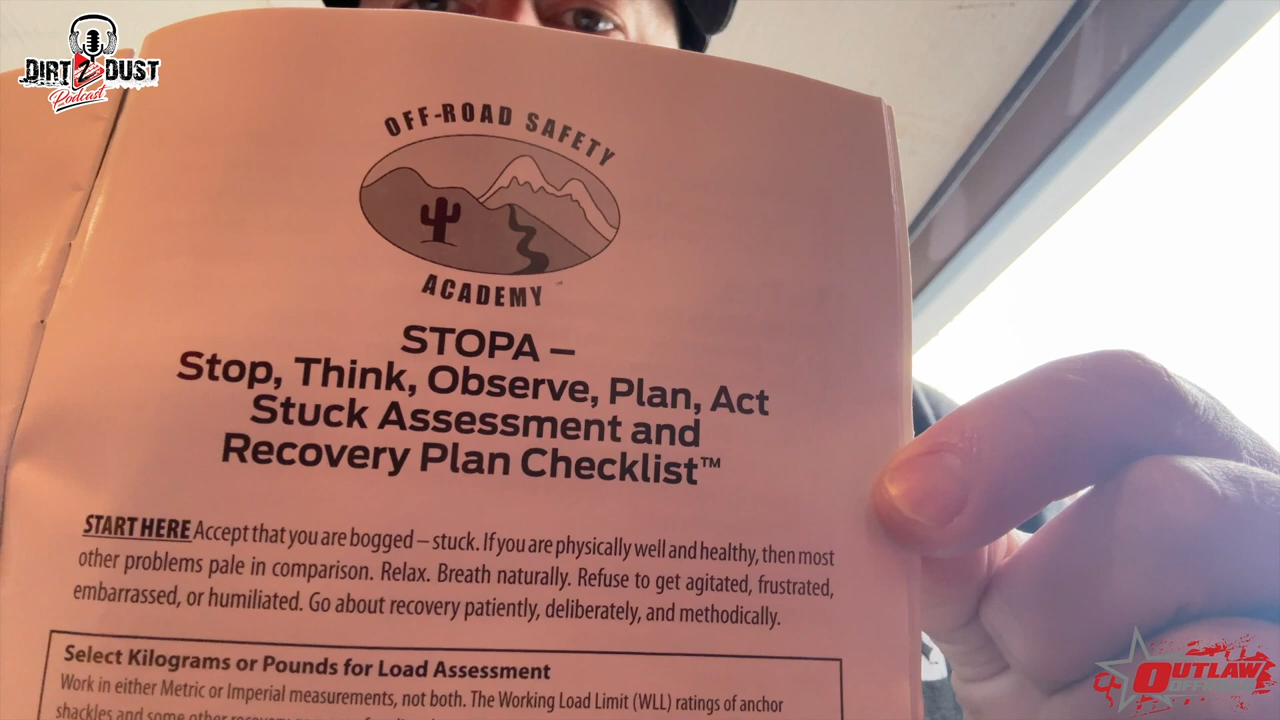 DIRT 2 DUST
Podcast
OFF-ROAD SAFETY
ACADEMY
STOPA –
Stop, Think, Observe, Plan, Act
Stuck Assessment and
Recovery Plan Checklist™
START HERE Accept that you are bogged – stuck. If you are physically well and healthy, then most
other problems pale in comparison. Relax. Breath naturally. Refuse to get agitated, frustrated,
embarrassed, or humiliated. Go about recovery patiently, deliberately, and methodically.
Select Kilograms or Pounds for Load Assessment
Work in either Metric or Imperial measurements, not both. The Working Load Limit (WLL) ratings of anchor
shackles and some other
OUTLAW
OFFROAD